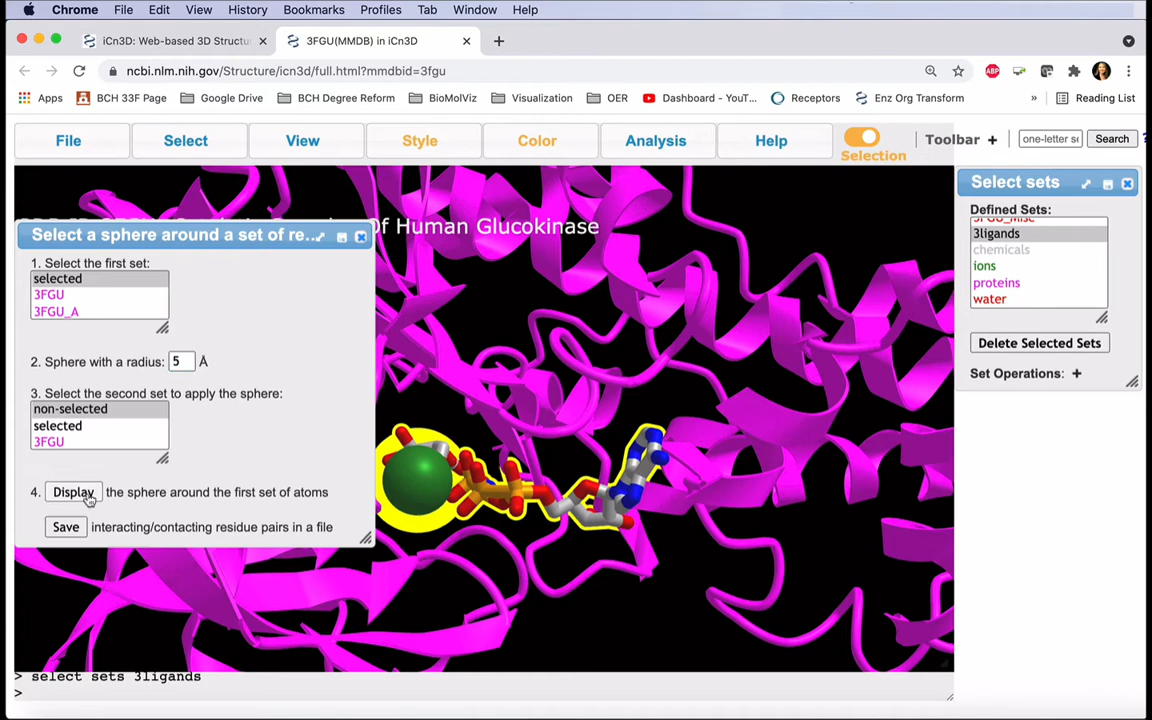 Chrome File Edit View History Bookmarks Profiles Tab Window Help
iCn3D: Web-based 3D Structu
3FGU(MMDB) in iCn3D
ncbi.nlm.nih.gov/Structure/icn3d/full.html?mmdbid=3fgu
ABP
Apps BCH 33F Page Google Drive BCH Degree Reform BioMolViz Visualization OER Dashboard - YouT... Receptors Enz Org Transform » Reading List
File Select View Style Color Analysis Help
Selection
Toolbar +
one-letter se
Search
Of Human Glucokinase
Select a sphere around a set of re...
1. Select the first set:
selected
3FGU
3FGU_A
2. Sphere with a radius: 5 Å
3. Select the second set to apply the sphere:
non-selected
selected
3FGU
4. Display the sphere around the first set of atoms
Save interacting/contacting residue pairs in a file
> select sets 3ligands
>
Select sets
Defined Sets:
3FGU_Misc
3ligands
chemicals
ions
proteins
water
Delete Selected Sets
Set Operations: +